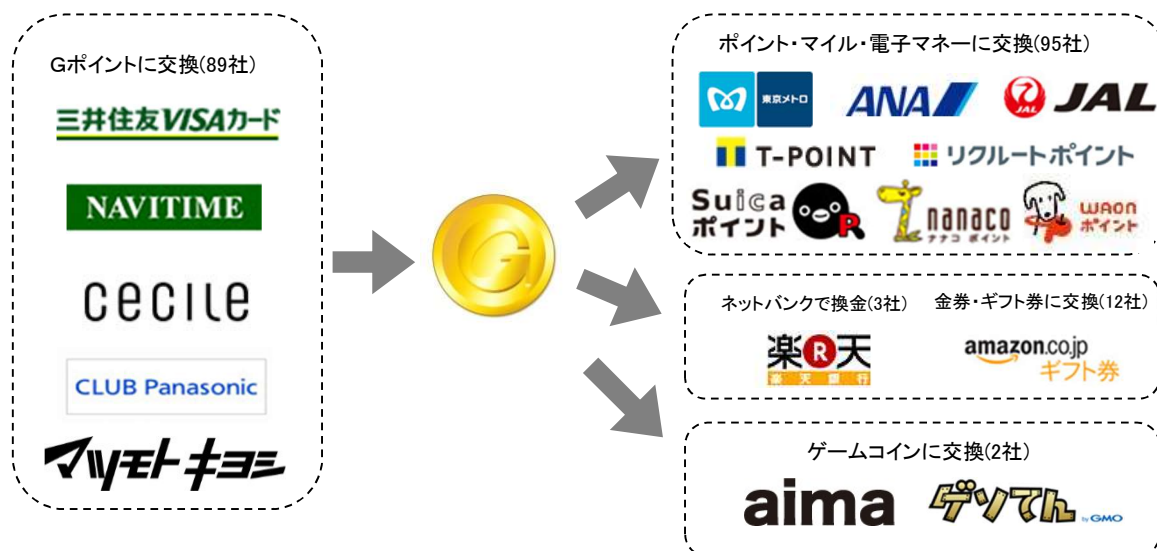 Gポイントに交換(89社)
三井住友VISAカード
NAVITIME
cecile
CLUB Panasonic
マツモトキヨシ
G
ポイント・マイル・電子マネーに交換(95社)
東京メトロ
ANA
JAL
JAL
T-POINT
リクルートポイント
Suica
ポイント
R
nanaco
ナナコ ポイント
WAON
ポイント
ネットバンクで換金(3社)
楽R天
楽天銀行
金券・ギフト券に交換(12社)
amazon.co.jp
ギフト券
ゲームコインに交換(2社)
aima
ゲソてん
by GMO